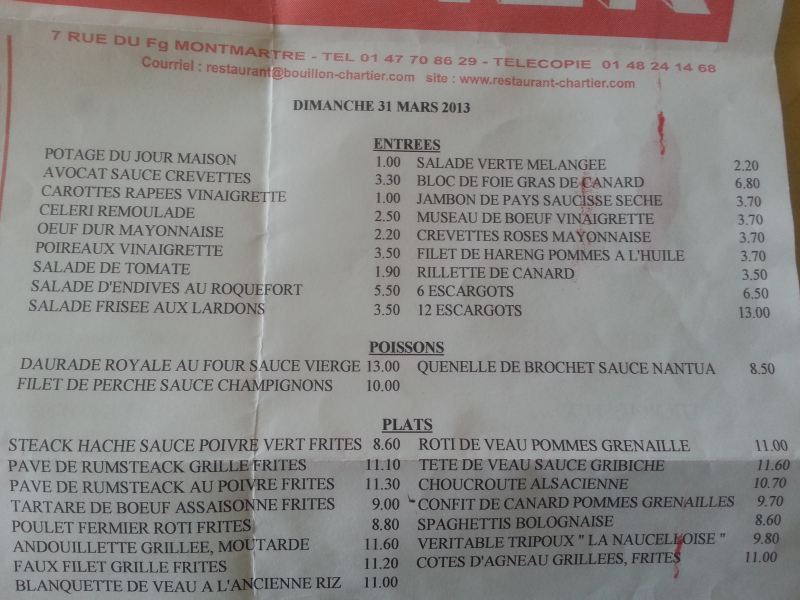 7 RUE DU Fg MONTMARTRE - TEL 01 47 70 86 29 - TELECOPIE 01 48 24 14 68
Courriel : restaurant@bouillon-chartier.com site : www.restaurant-chartier.com
DIMANCHE 31 MARS 2013
ENTREES
POTAGE DU JOUR MAISON 1.00 SALADE VERTE MELANGEE 2.20
AVOCAT SAUCE CREVETTES 3.30 BLOC DE FOIE GRAS DE CANARD 6.80
CAROTTES RAPEES VINAIGRETTE 1.00 JAMBON DE PAYS SAUCISSE SECHE 3.70
CELERI REMOULADE 2.50 MUSEAU DE BOEUF VINAIGRETTE 3.70
OEUF DUR MAYONNAISE 2.20 CREVETTES ROSES MAYONNAISE 3.70
POIREAUX VINAIGRETTE 3.50 FILET DE HARENG POMMES A L'HUILE 3.70
SALADE DE TOMATE 1.90 RILLETTE DE CANARD 3.50
SALADE D'ENDIVES AU ROQUEFORT 5.50 6 ESCARGOTS 6.50
SALADE FRISEE AUX LARDONS 3.50 12 ESCARGOTS 13.00
POISSONS
DAURADE ROYALE AU FOUR SAUCE VIERGE 13.00 QUENELLE DE BROCHET SAUCE NANTUA 8.50
FILET DE PERCHE SAUCE CHAMPIGNONS 10.00
PLATS
STEACK HACHE SAUCE POIVRE VERT FRITES 8.60 ROTI DE VEAU POMMES GRENAILLE 11.00
PAVE DE RUMSTEACK GRILLE FRITES 11.10 TETE DE VEAU SAUCE GRIBICHE 11.60
PAVE DE RUMSTEACK AU POIVRE FRITES 11.30 CHOUCROUTE ALSACIENNE 10.70
TARTARE DE BOEUF ASSAISONNE FRITES 9.00 CONFIT DE CANARD POMMES GRENAILLES 9.70
POULET FERMIER ROTI FRITES 8.80 SPAGHETTIS BOLOGNAISE 8.60
ANDOUILLETTE GRILLEE, MOUTARDE 11.60 VERITABLE TRIPOUX " LA NAUCELLOISE " 9.80
FAUX FILET GRILLE FRITES 11.20 COTES D'AGNEAU GRILLEES, FRITES 11.00
BLANQUETTE DE VEAU A L'ANCIENNE RIZ 11.00